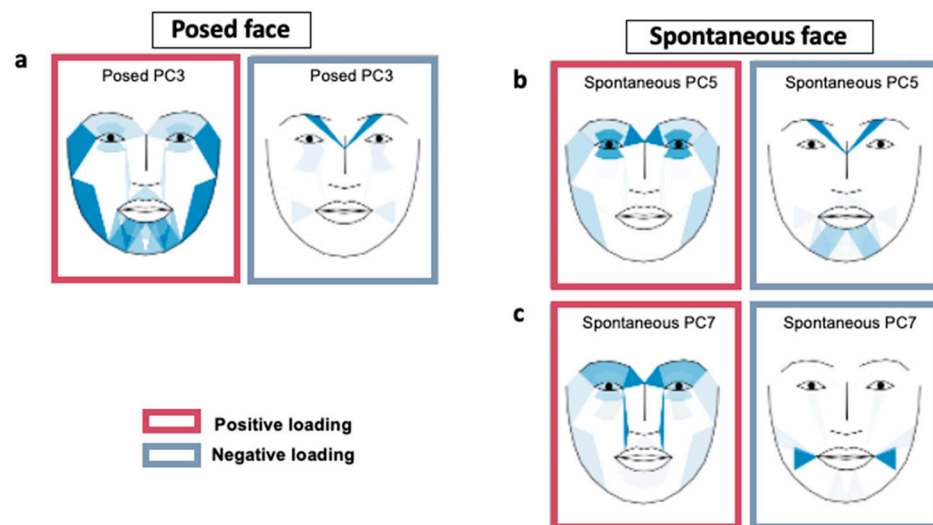 Posed face
Spontaneous face
a
Posed PC3
Posed PC3
b
Spontaneous PC5
Spontaneous PC5
c
Spontaneous PC7
Spontaneous PC7
Positive loading
Negative loading